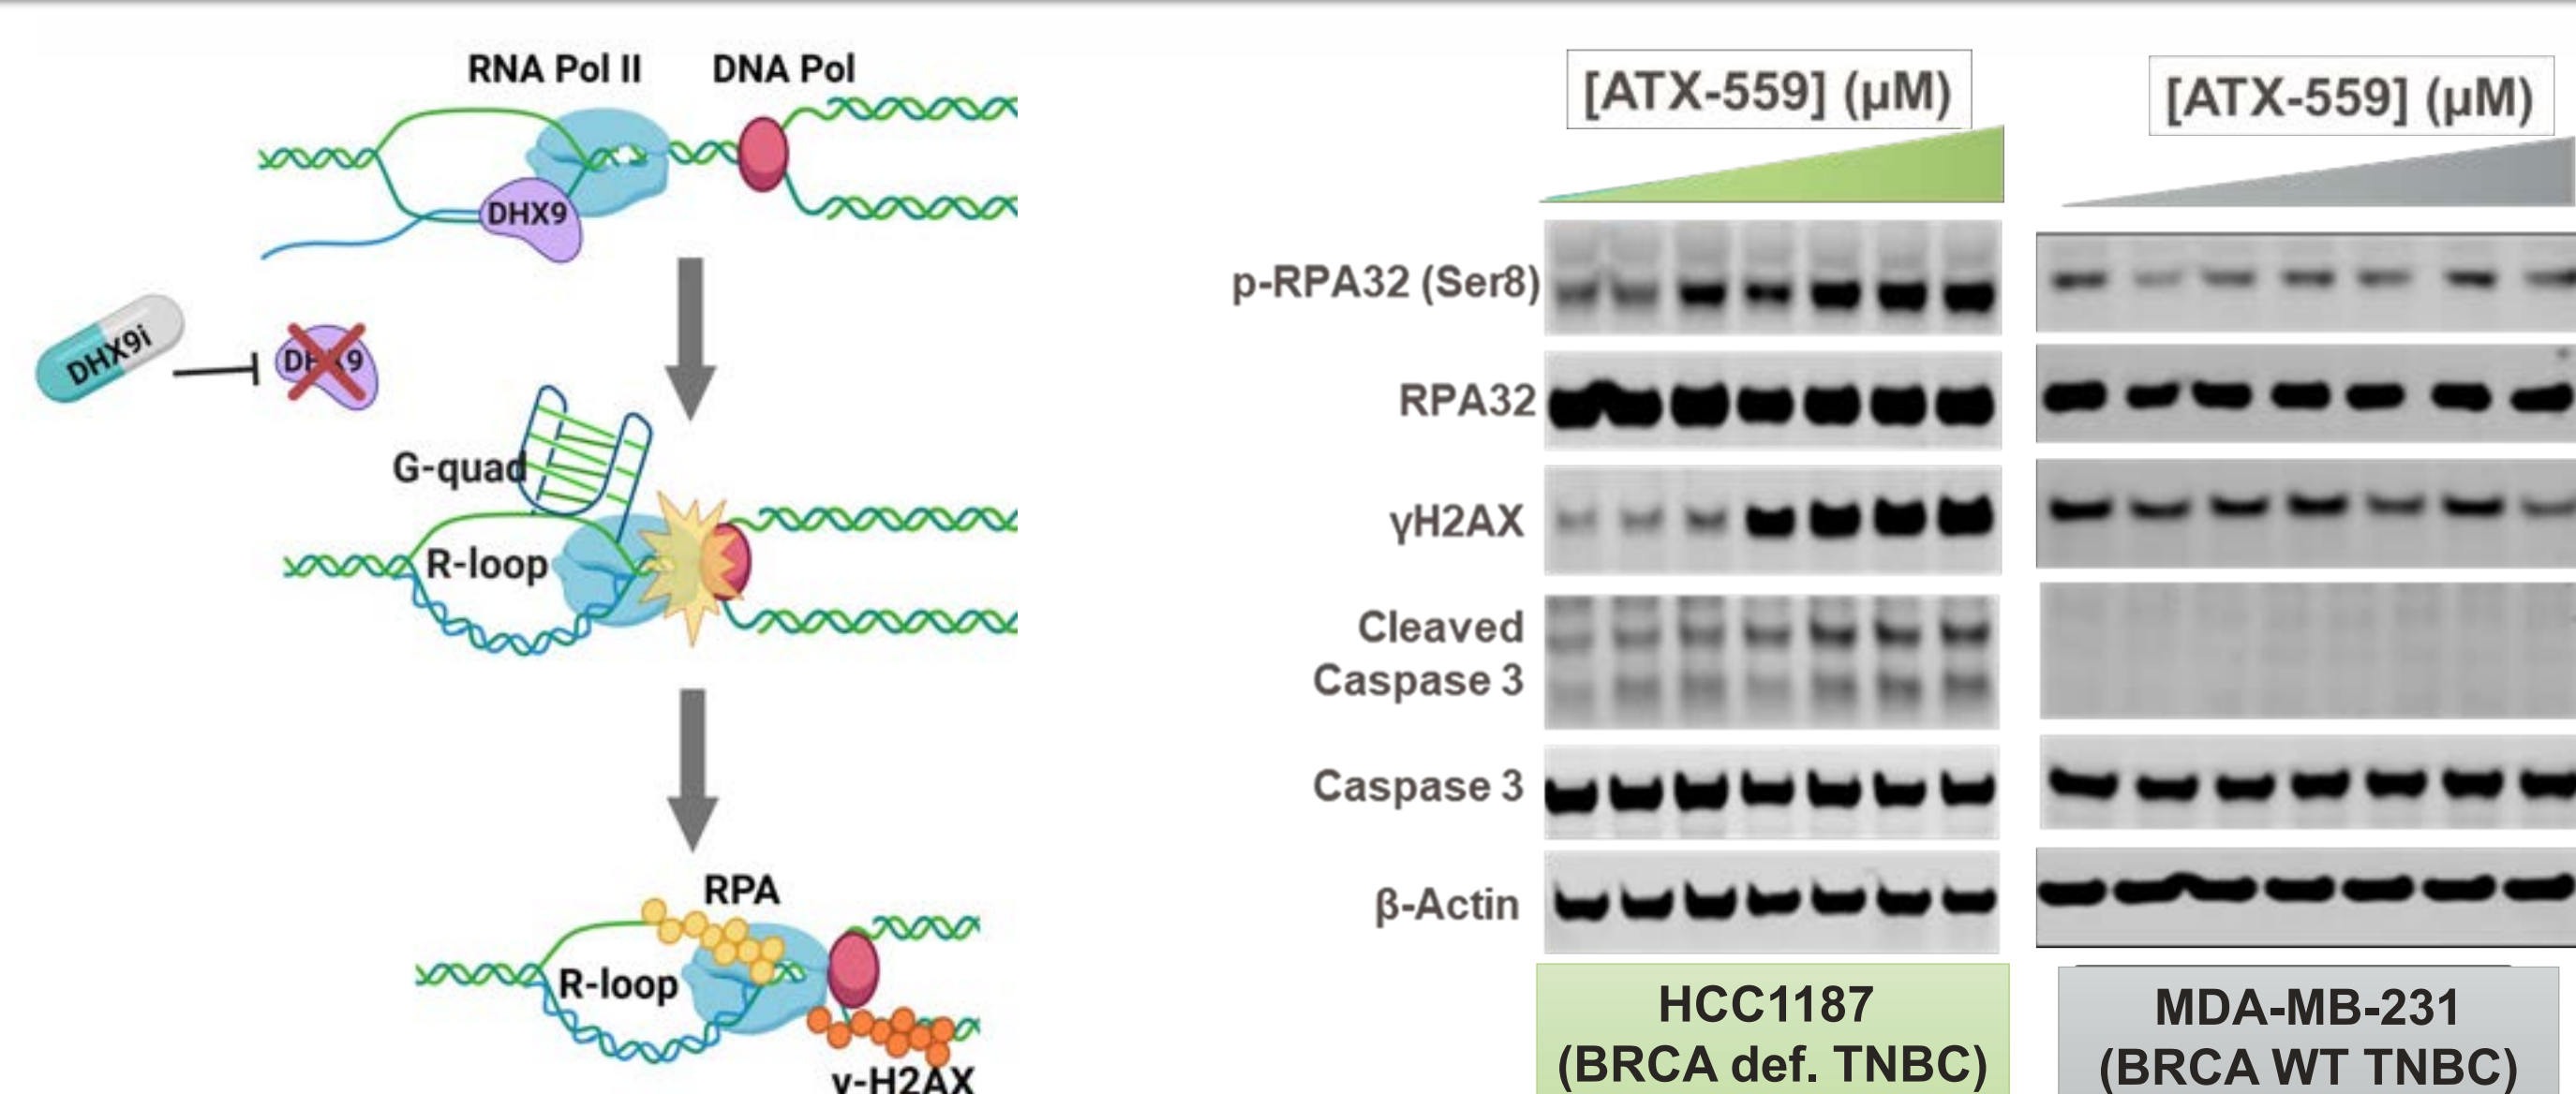 RNA Pol II
DNA Pol
DHX9
DHX9i
DHX9
G-quad
R-loop
RPA
R-loop
γ-H2AX
[ATX-559] (µM)
[ATX-559] (µM)
p-RPA32 (Ser8)
RPA32
γH2AX
Cleaved
Caspase 3
Caspase 3
β-Actin
HCC1187
(BRCA def. TNBC)
MDA-MB-231
(BRCA WT TNBC)